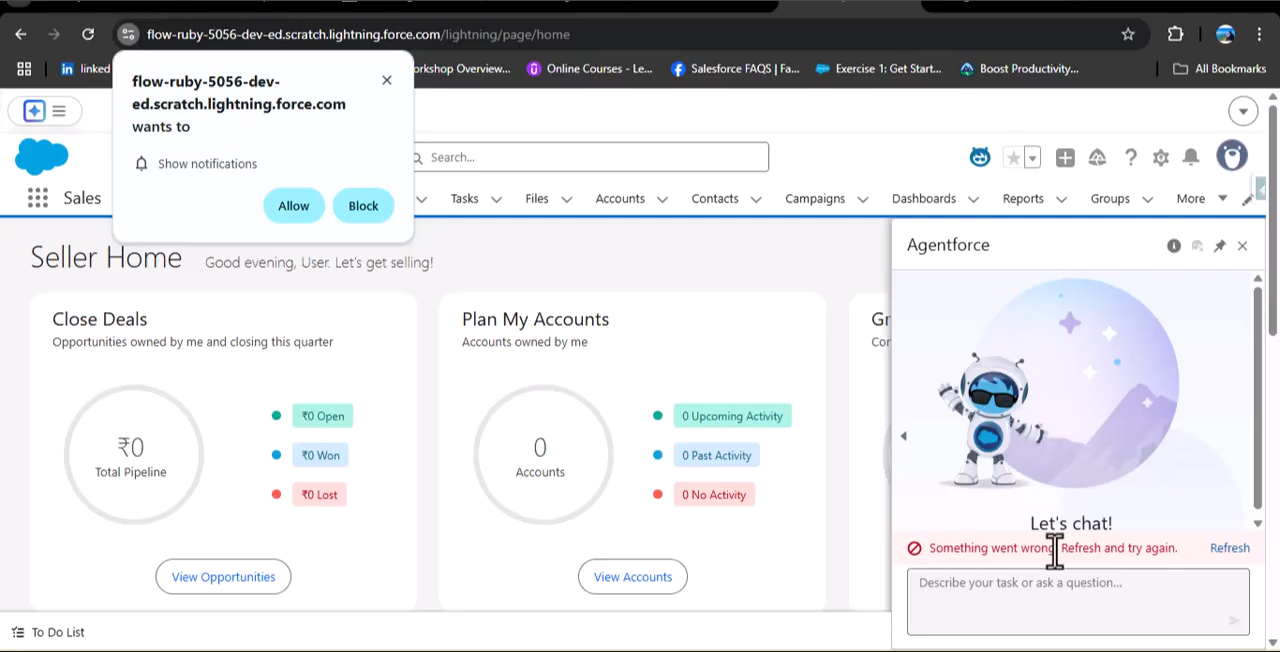 flow-ruby-5056-dev-ed.scratch.lightning.force.com/lightning/page/home
linked
orkshop Overview...
Online Courses - Le...
Salesforce FAQS | Fa...
Exercise 1: Get Start...
Boost Productivity,...
All Bookmarks
flow-ruby-5056-dev-
ed.scratch.lightning.force.com
wants to
Show notifications
Allow
Block
Search...
Sales
Tasks
Files
Accounts
Contacts
Campaigns
Dashboards
Reports
Groups
More
Seller Home
Good evening, User. Let's get selling!
Close Deals
Opportunities owned by me and closing this quarter
₹0
Total Pipeline
₹0 Open
₹0 Won
₹0 Lost
View Opportunities
Plan My Accounts
Accounts owned by me
0
Accounts
0 Upcoming Activity
0 Past Activity
0 No Activity
View Accounts
Gr
Cor
Agentforce
Let's chat!
Something went wrong. Refresh and try again.
Refresh
Describe your task or ask a question...
To Do List